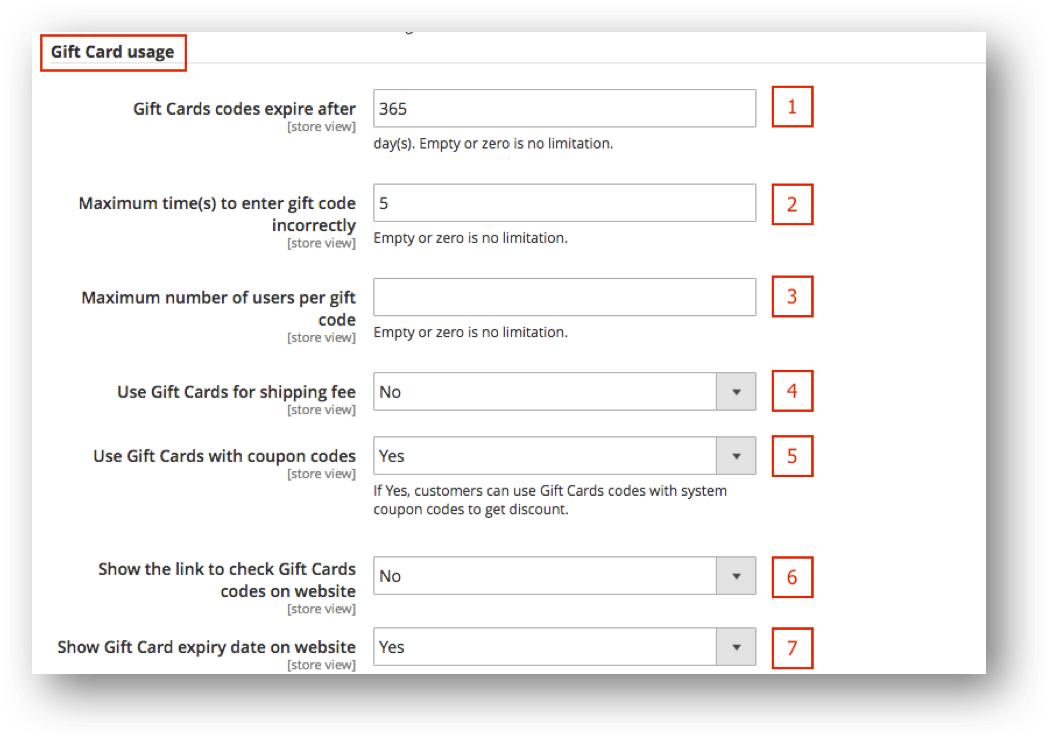 Gift Card usage
Gift Cards codes expire after
365
1
[store view]
day(s). Empty or zero is no limitation.
Maximum time(s) to enter gift code
5
2
incorrectly
[store view]
Empty or zero is no limitation.
Maximum number of users per gift
3
code
[store view]
Empty or zero is no limitation.
Use Gift Cards for shipping fee
No
4
[store view]
Use Gift Cards with coupon codes
Yes
5
[store view]
If Yes, customers can use Gift Cards codes with system
coupon codes to get discount.
Show the link to check Gift Cards
No
6
codes on website
[store view]
Show Gift Card expiry date on website
Yes
7
[store view]